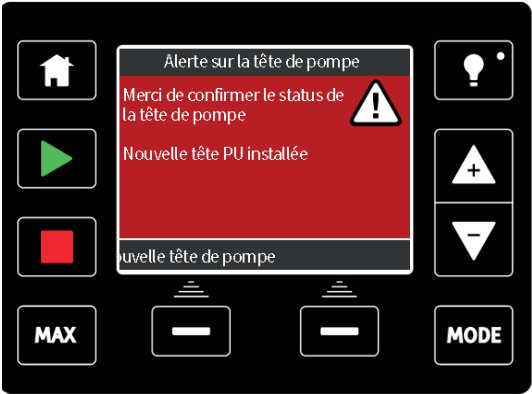 Alerte sur la tête de pompe
Merci de confirmer le status de
la tête de pompe
Nouvelle tête PU installée
uvelle tête de pompe
+
−
MAX
MODE